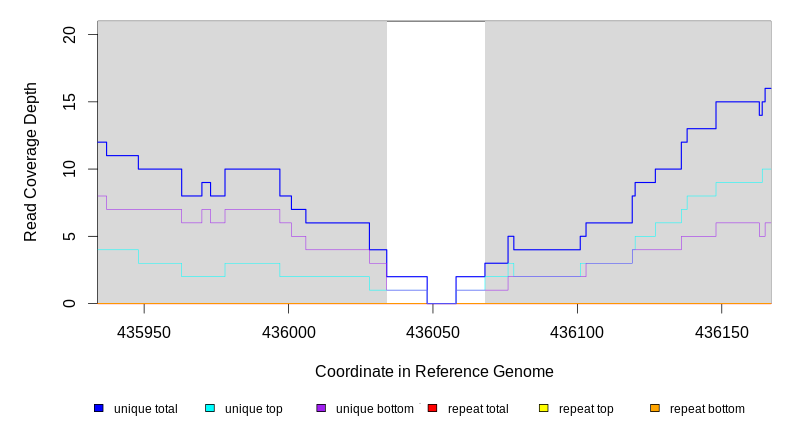 20
15
10
5
0
Read Coverage Depth
435950 436000 436050 436100 436150
Coordinate in Reference Genome
unique total unique top unique bottom repeat total repeat top repeat bottom